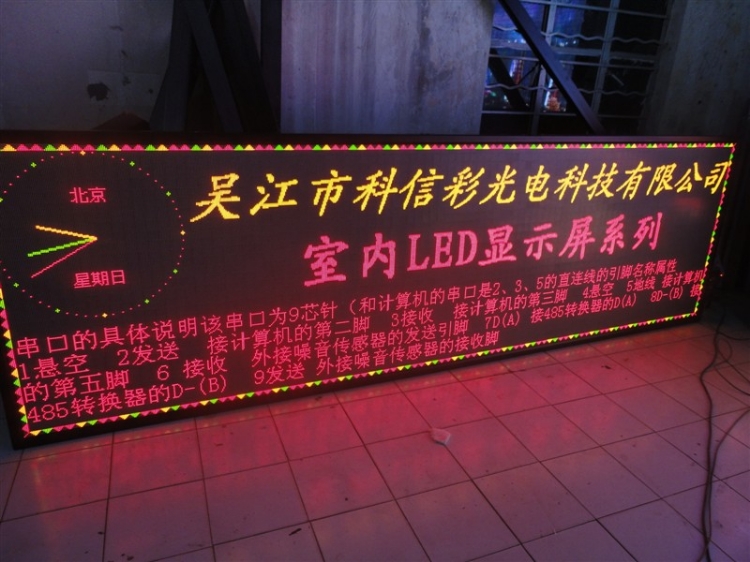 北京
星期日
吴江市科信彩光电科技有限公司
室内LED显示屏系列
串口的具体说明该串口为9芯针（和计算机的串口是2、3、5的直连线的引脚名称属性
1悬空 2发送 接计算机的第二脚 3接收 接计算机的第三脚 4悬空 5地线 接计算机
的第五脚 6 接收 外接噪音传感器的发送引脚 7D(A) 接485转换器的D(A) 8D-(B) 接
485转换器的D-(B) 9发送 外接噪音传感器的接收脚